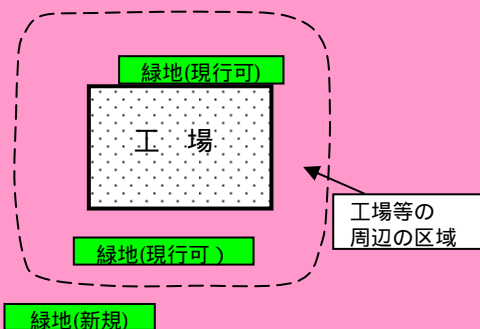 緑地(現行可)
工　場
工場等の
周辺の区域
緑地(現行可）
緑地(新規)